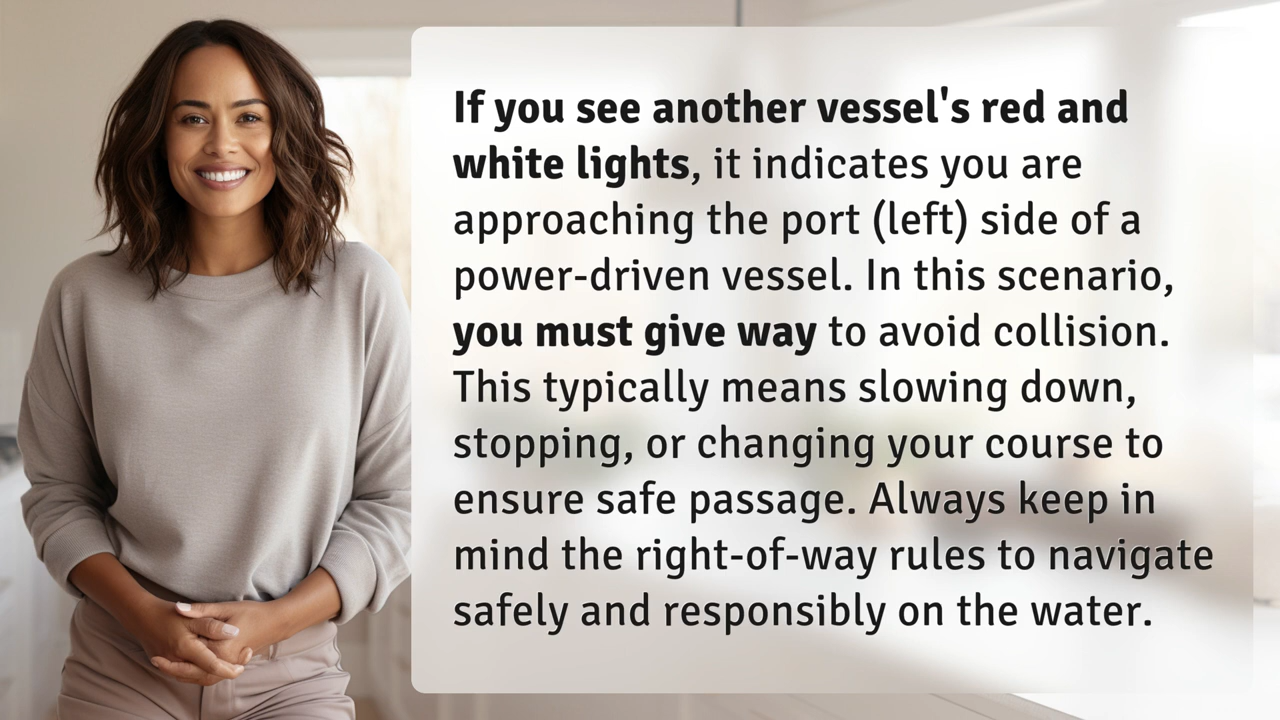 If you see another vessel's red and
white lights, it indicates you are
approaching the port (left) side of a
power-driven vessel. In this scenario,
you must give way to avoid collision.
This typically means slowing down,
stopping, or changing your course to
ensure safe passage. Always keep in
mind the right-of-way rules to navigate
safely and responsibly on the water.